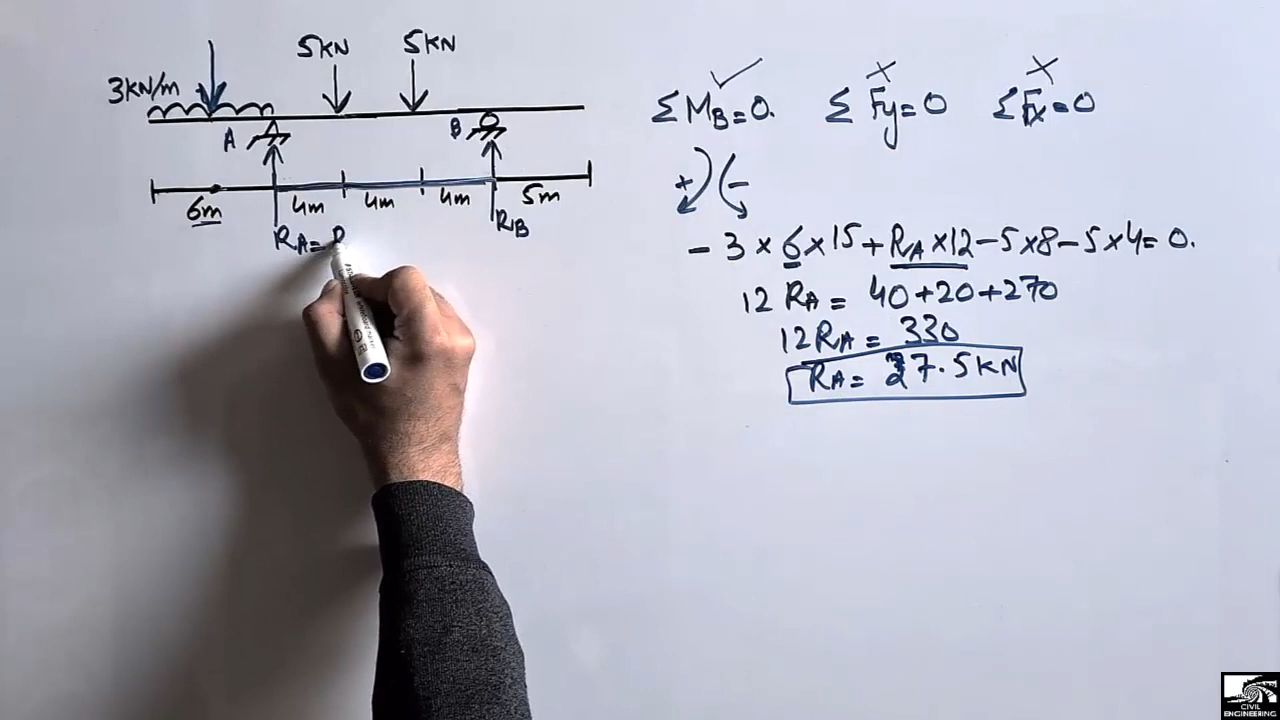 5KN 5KN
3KN/m
A B
6m 4m 4m 4m 5m
RA= R RB
ΣMB=0. ΣFy=0 ΣFx=0
+ -
- 3 × 6 × 15 + RA × 12 - 5 × 8 - 5 × 4 = 0.
12 RA = 40+20+270
12 RA = 330
RA = 27.5 KN
CIVIL
ENGINEERING